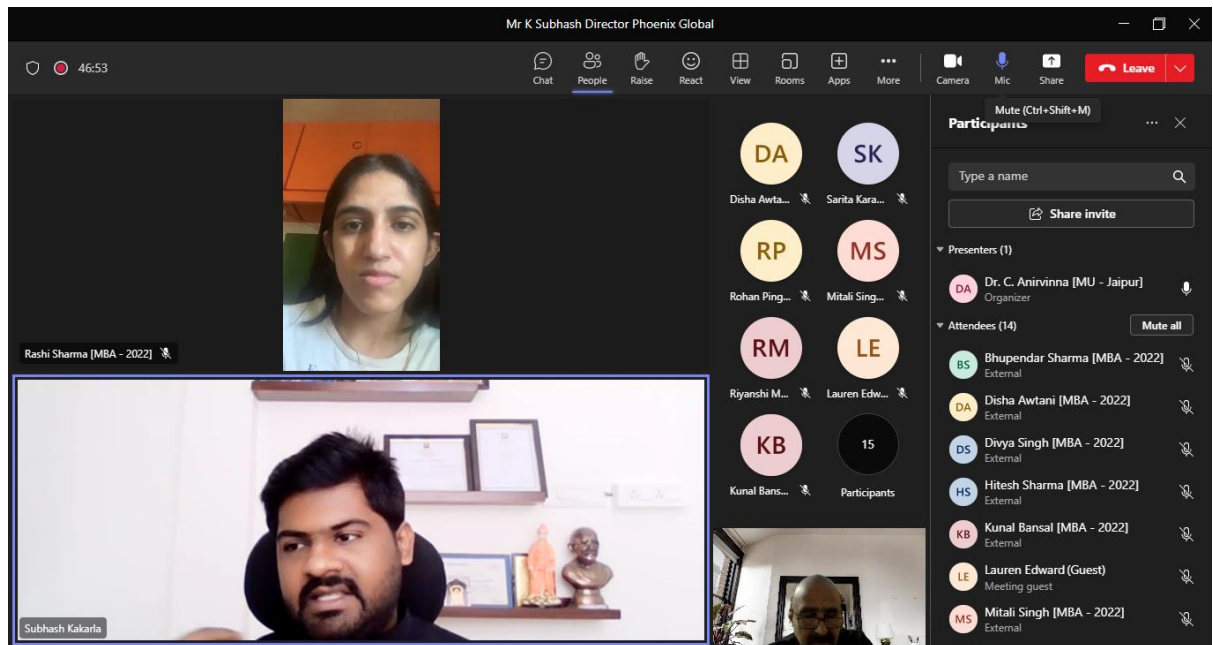 Mr K Subhash Director Phoenix Global
46:53
Chat
People
Raise
React
View
Rooms
Apps
More
Camera
Mic
Share
Leave
Mute (Ctrl+Shift+M)
Rashi Sharma [MBA - 2022]
Subhash Kakarla
DA
SK
Disha Awta...
Sarita Kara...
RP
MS
Rohan Ping...
Mitali Sing...
RM
LE
Riyanshi M...
Lauren Edw...
KB
15
Kunal Bans...
Participants
Participants
...
Type a name
Share invite
Presenters (1)
DA
Dr. C. Anirvinna [MU - Jaipur]
Organizer
Attendees (14)
Mute all
BS
Bhupendar Sharma [MBA - 2022]
External
DA
Disha Awtani [MBA - 2022]
External
DS
Divya Singh [MBA - 2022]
External
HS
Hitesh Sharma [MBA - 2022]
External
KB
Kunal Bansal [MBA - 2022]
External
LE
Lauren Edward (Guest)
Meeting guest
MS
Mitali Singh [MBA - 2022]
External